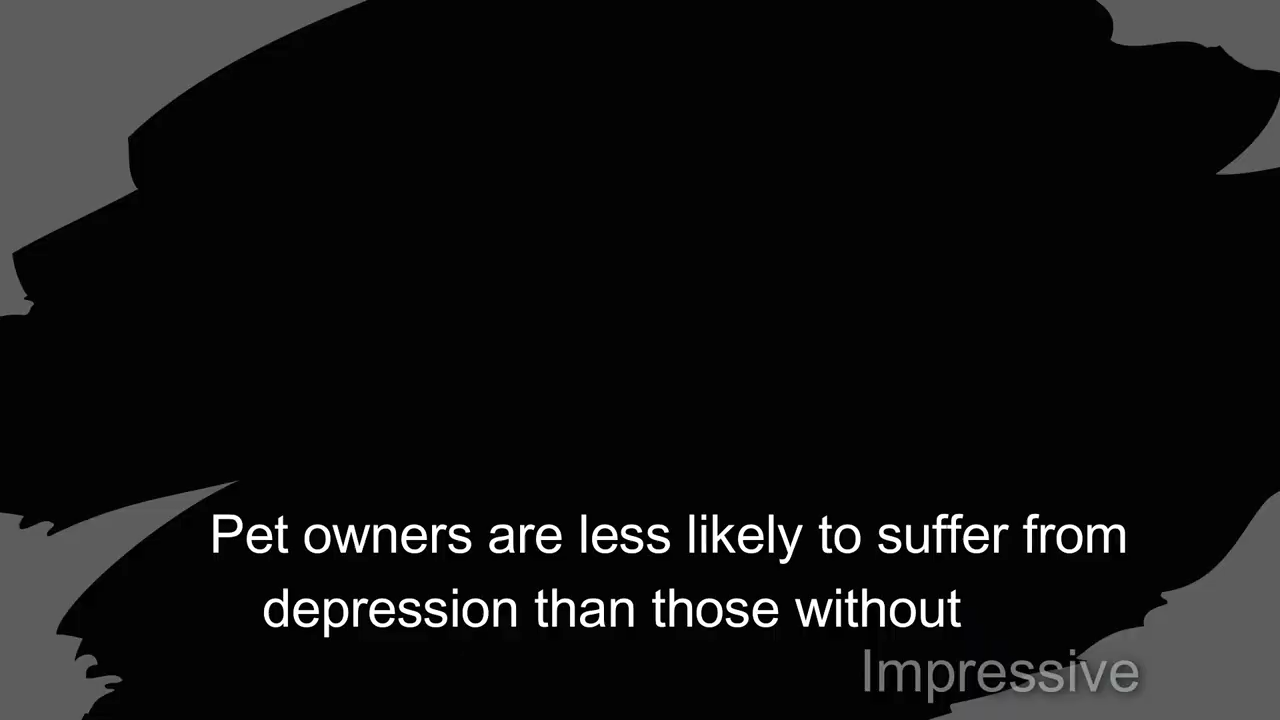 Pet owners are less likely to suffer from
depression than those without
Impressive